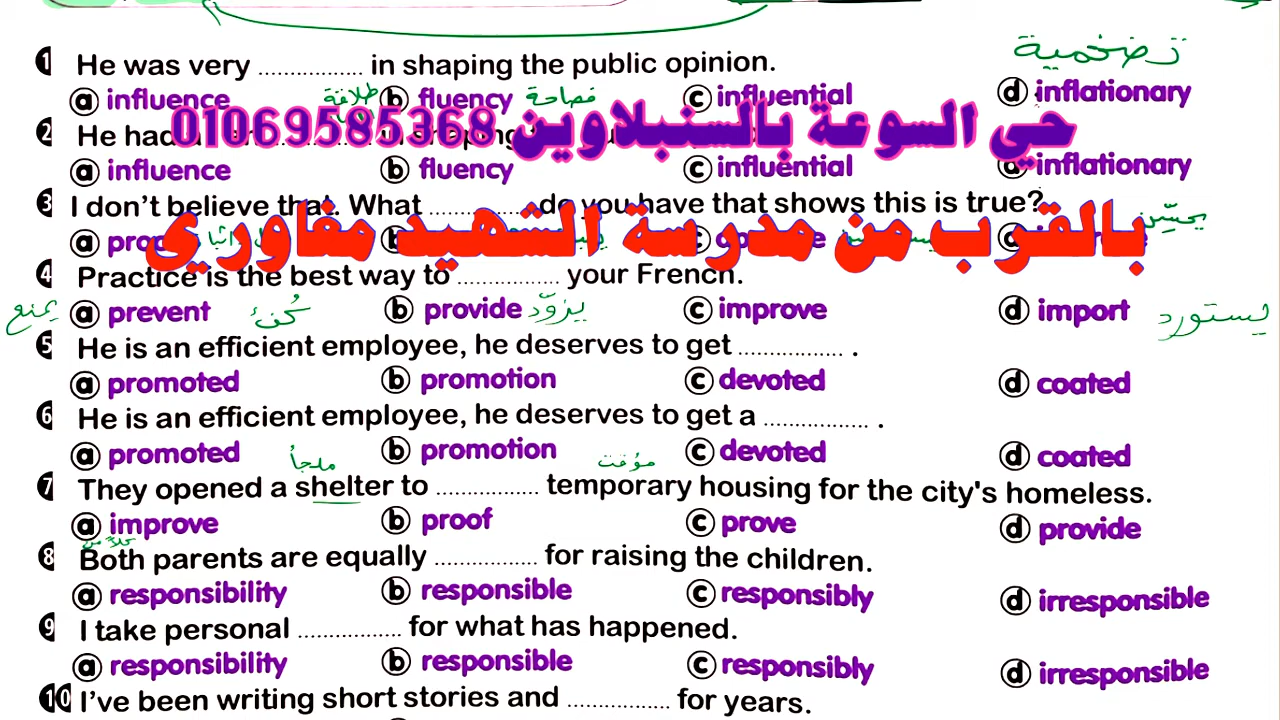 تضخمية
1 He was very .................. in shaping the public opinion.
a influence b fluency c influential d inflationary
طلاقة فصاحة
حي السوعة بالسنبلاوين 01069585368
2 He had
a influence b fluency c influential d inflationary
3 I don't believe that. What .................. do you have that shows this is true?
بالقرب من مدرسة الشهيد مغاوري
يحسّن
4 Practice is the best way to .................. your French.
a prevent b provide c improve d import
يمنع يزوّد يستورد
5 He is an efficient employee, he deserves to get .................. .
a promoted b promotion c devoted d coated
6 He is an efficient employee, he deserves to get a .................. .
a promoted b promotion c devoted d coated
ملجأ مؤقت
7 They opened a shelter to .................. temporary housing for the city's homeless.
a improve b proof c prove d provide
8 Both parents are equally .................. for raising the children.
a responsibility b responsible c responsibly d irresponsible
9 I take personal .................. for what has happened.
a responsibility b responsible c responsibly d irresponsible
10 I've been writing short stories and .................. for years.